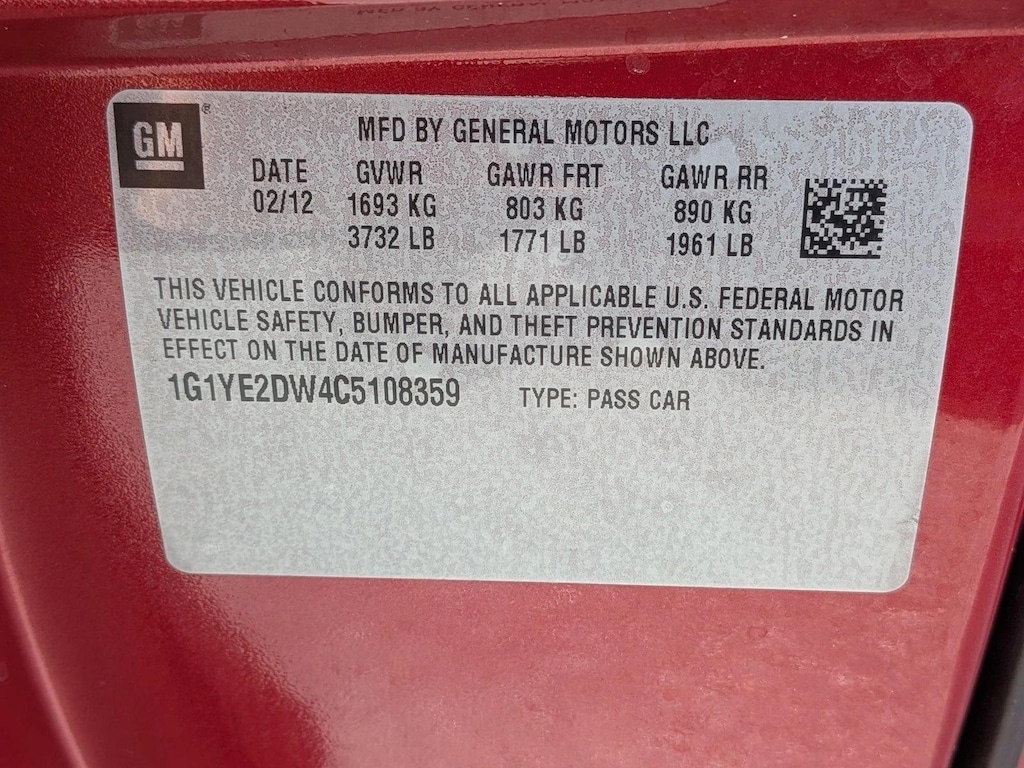 GM ®
MFD BY GENERAL MOTORS LLC
DATE GVWR GAWR FRT GAWR RR
02/12 1693 KG 803 KG 890 KG
3732 LB 1771 LB 1961 LB
THIS VEHICLE CONFORMS TO ALL APPLICABLE U.S. FEDERAL MOTOR
VEHICLE SAFETY, BUMPER, AND THEFT PREVENTION STANDARDS IN
EFFECT ON THE DATE OF MANUFACTURE SHOWN ABOVE.
1G1YE2DW4C5108359 TYPE: PASS CAR